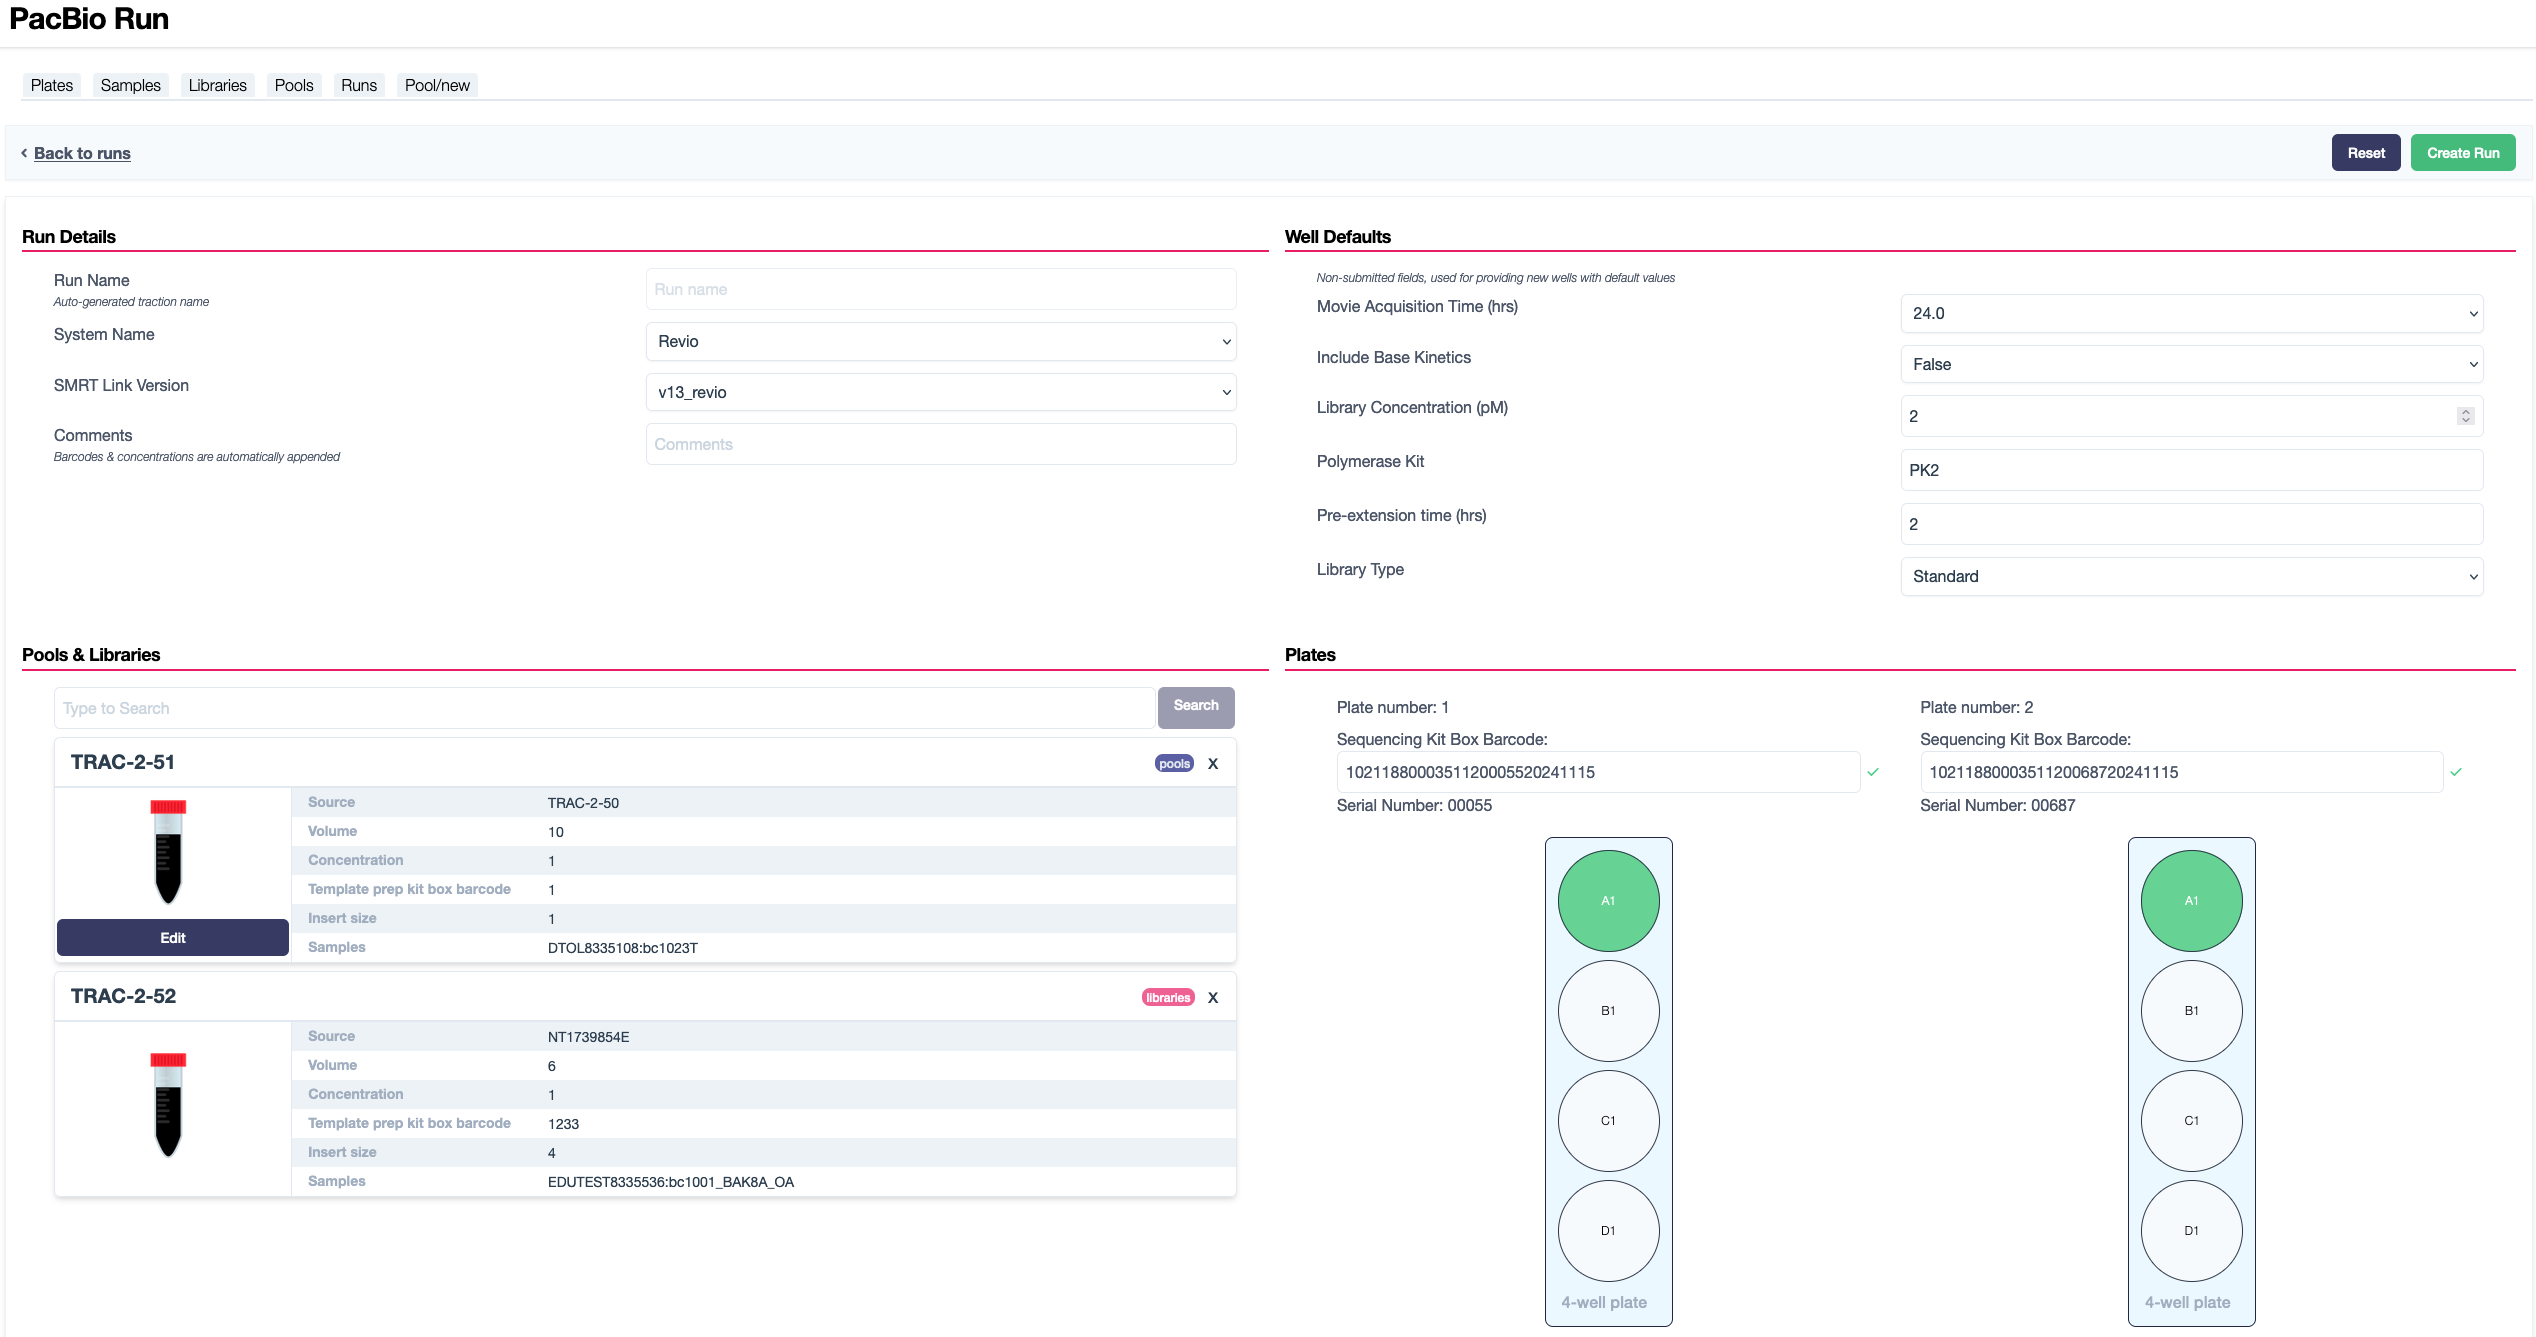 PacBio Run
Plates Samples Libraries Pools Runs Pool/new
Back to runs
Reset Create Run
Run Details
Run Name
Auto-generated traction name
Run name
System Name
Revio
SMRT Link Version
v13_revio
Comments
Barcodes & concentrations are automatically appended
Comments
Well Defaults
Non-submitted fields, used for providing new wells with default values
Movie Acquisition Time (hrs)
24.0
Include Base Kinetics
False
Library Concentration (pM)
2
Polymerase Kit
PK2
Pre-extension time (hrs)
2
Library Type
Standard
Pools & Libraries
Type to Search
Search
TRAC-2-51
pools X
Source TRAC-2-50
Volume 10
Concentration 1
Template prep kit box barcode 1
Insert size 1
Samples DTOL8335108:bc1023T
Edit
TRAC-2-52
libraries X
Source NT1739854E
Volume 6
Concentration 1
Template prep kit box barcode 1233
Insert size 4
Samples EDUTEST8335536:bc1001_BAK8A_OA
Plates
Plate number: 1
Sequencing Kit Box Barcode:
1021188000351120005520241115
Serial Number: 00055
A1
B1
C1
D1
4-well plate
Plate number: 2
Sequencing Kit Box Barcode:
1021188000351120068720241115
Serial Number: 00687
A1
B1
C1
D1
4-well plate